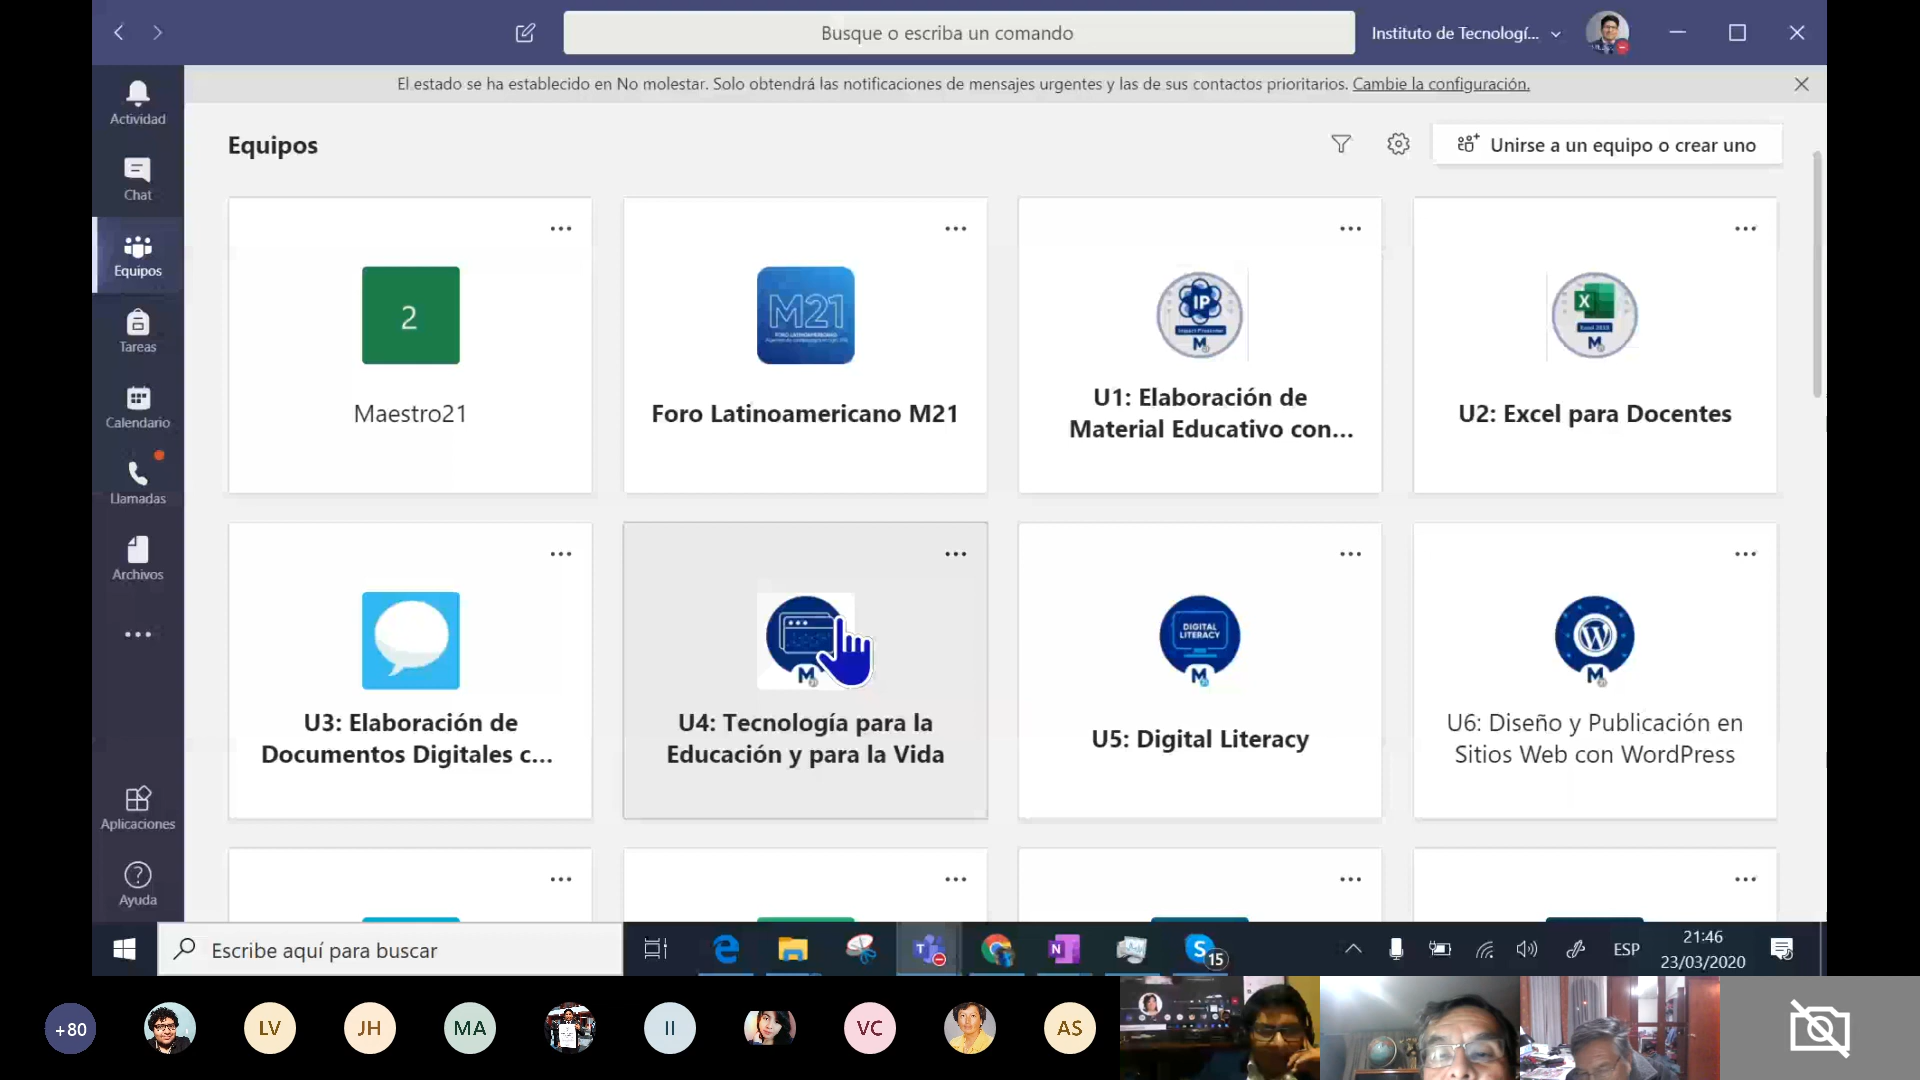 Busque o escriba un comando
Instituto de Tecnologí...
El estado se ha establecido en No molestar. Solo obtendrá las notificaciones de mensajes urgentes y las de sus contactos prioritarios. Cambie la configuración.
Actividad
Chat
Equipos
Tareas
Calendario
Llamadas
Archivos
Aplicaciones
Ayuda
Equipos
Unirse a un equipo o crear uno
2
Maestro21
M21
FORO LATINOAMERICANO
Foro Latinoamericano M21
IP
M
U1: Elaboración de
Material Educativo con...
X
Excel 2019
M
U2: Excel para Docentes
U3: Elaboración de
Documentos Digitales c...
M
U4: Tecnología para la
Educación y para la Vida
DIGITAL
LITERACY
M
U5: Digital Literacy
W
M
U6: Diseño y Publicación en
Sitios Web con WordPress
Escribe aquí para buscar
N
S
15
ESP
21:46
23/03/2020
+80
LV
JH
MA
II
VC
AS